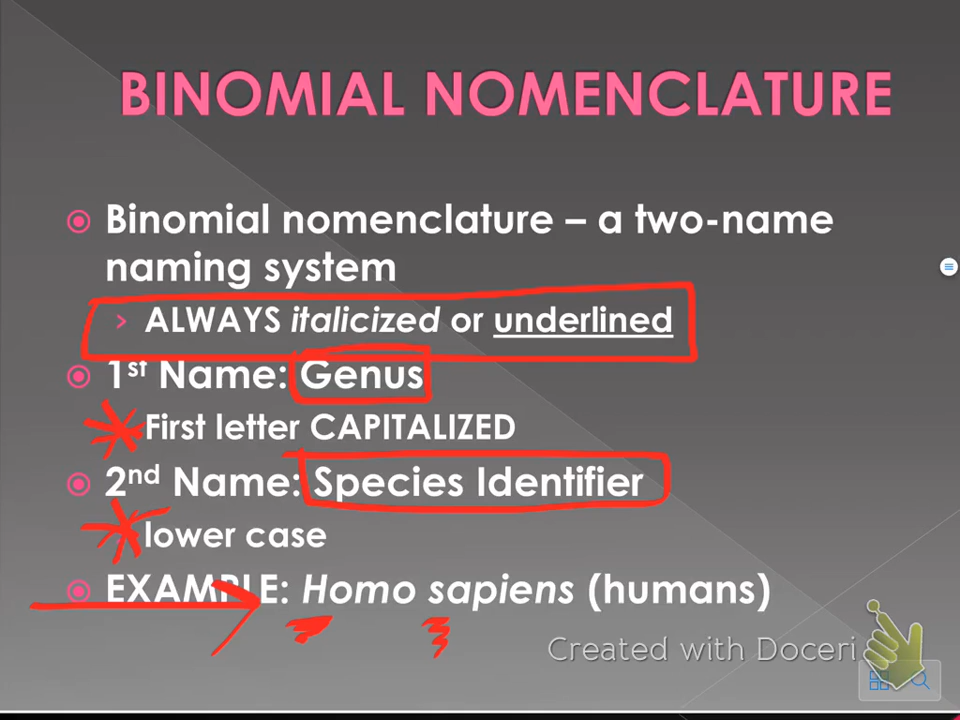 BINOMIAL NOMENCLATURE
Binomial nomenclature – a two-name
naming system
ALWAYS italicized or underlined
1st Name: Genus
First letter CAPITALIZED
2nd Name: Species Identifier
lower case
EXAMPLE: Homo sapiens (humans)
Created with Doceri